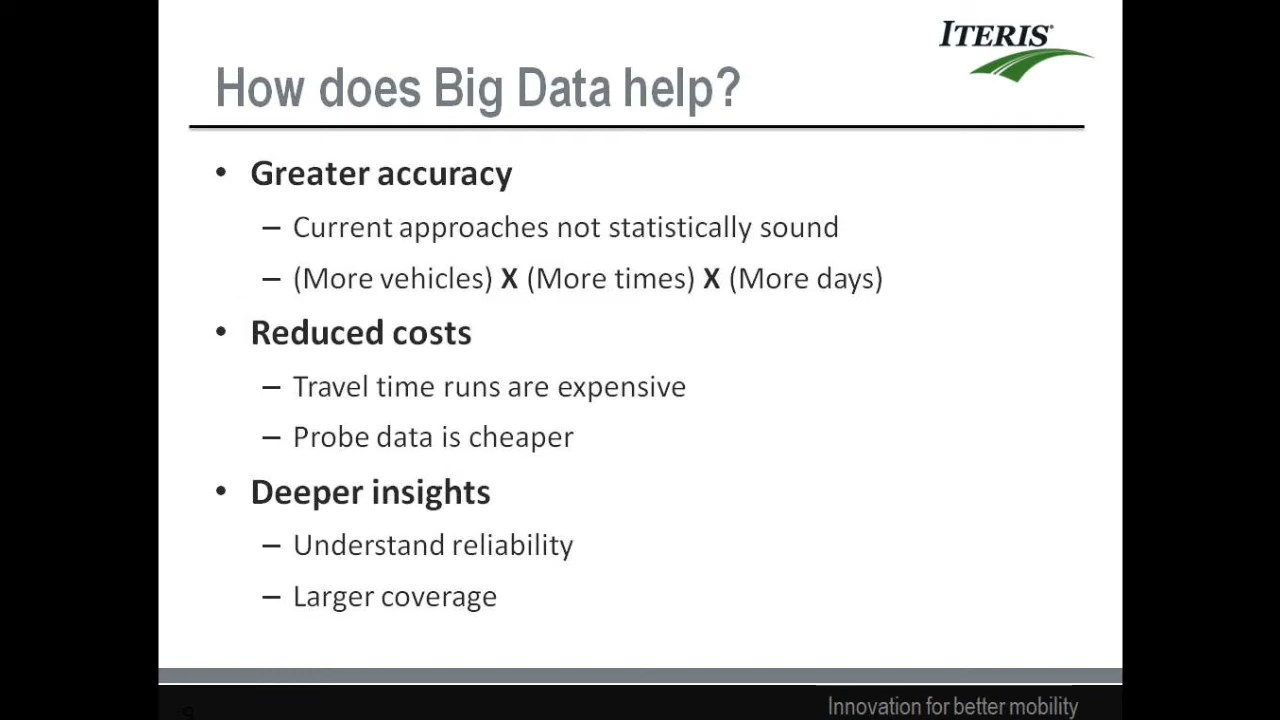 ITERIS®
How does Big Data help?
• Greater accuracy
– Current approaches not statistically sound
– (More vehicles) X (More times) X (More days)
• Reduced costs
– Travel time runs are expensive
– Probe data is cheaper
• Deeper insights
– Understand reliability
– Larger coverage
Innovation for better mobility
9